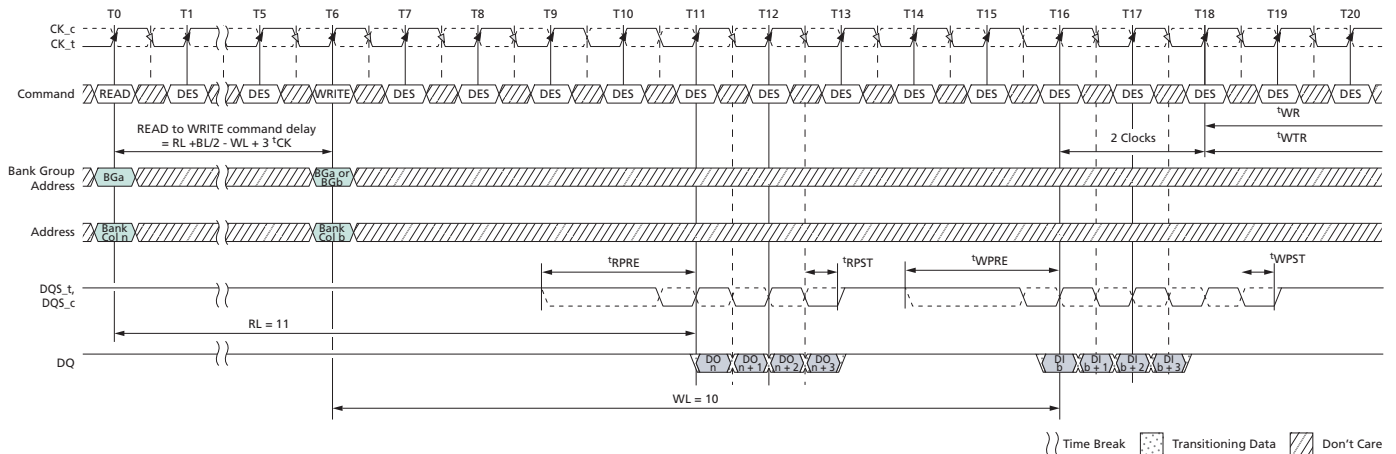 T0 T1 T5 T6 T7 T8 T9 T10 T11 T12 T13 T14 T15 T16 T17 T18 T19 T20
CK_c
CK_t
Command READ DES DES WRITE DES DES DES DES DES DES DES DES DES DES DES DES DES DES
tWR
READ to WRITE command delay
= RL +BL/2 - WL + 3 tCK
2 Clocks
tWTR
Bank Group
Address
BGa
BGa or
BGb
Address
Bank
Col n
Bank
Col b
tRPRE tRPST tWPRE tWPST
DQS_t,
DQS_c
RL = 11
DQ
DO
n
DO
n + 1
DO
n + 2
DO
n + 3
DI
b
DI
b + 1
DI
b + 2
DI
b + 3
WL = 10
Time Break Transitioning Data Don't Care